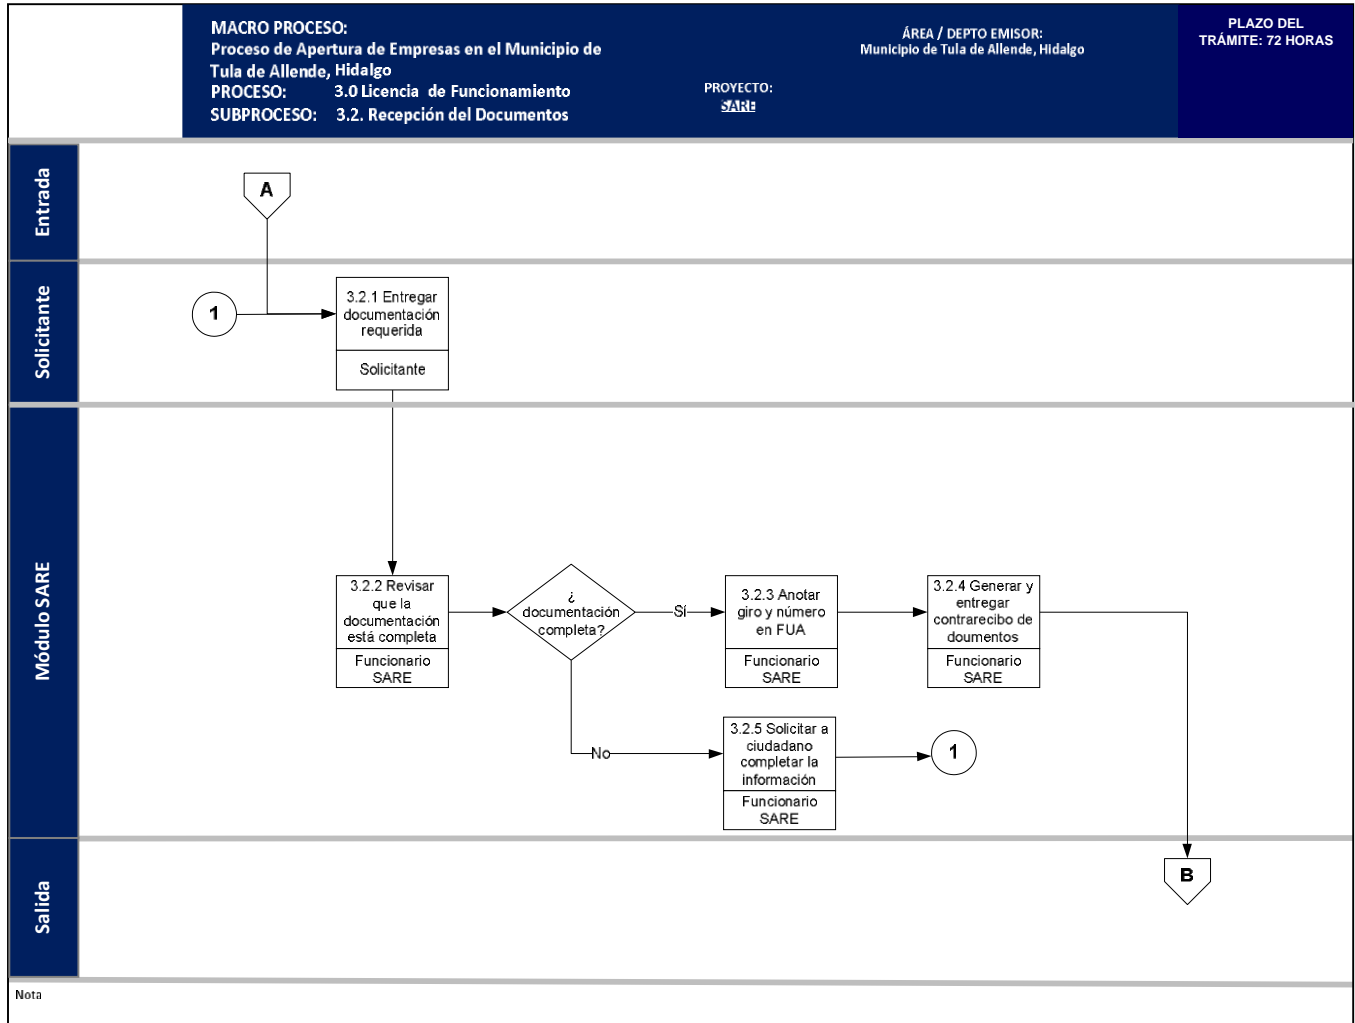 MACRO PROCESO:
Proceso de Apertura de Empresas en el Municipio de
Tula de Allende, Hidalgo
PROCESO: 3.0 Licencia de Funcionamiento
SUBPROCESO: 3.2. Recepción del Documentos
PROYECTO:
SARE
ÁREA / DEPTO EMISOR:
Municipio de Tula de Allende, Hidalgo
PLAZO DEL
TRÁMITE: 72 HORAS
Entrada
A
Solicitante
1
3.2.1 Entregar
documentación
requerida
Solicitante
Módulo SARE
3.2.2 Revisar
que la
documentación
está completa
Funcionario
SARE
¿
documentación
completa?
Sí
3.2.3 Anotar
giro y número
en FUA
Funcionario
SARE
3.2.4 Generar y
entregar
contrarecibo de
doumentos
Funcionario
SARE
No
3.2.5 Solicitar a
ciudadano
completar la
información
Funcionario
SARE
1
Salida
B
Nota